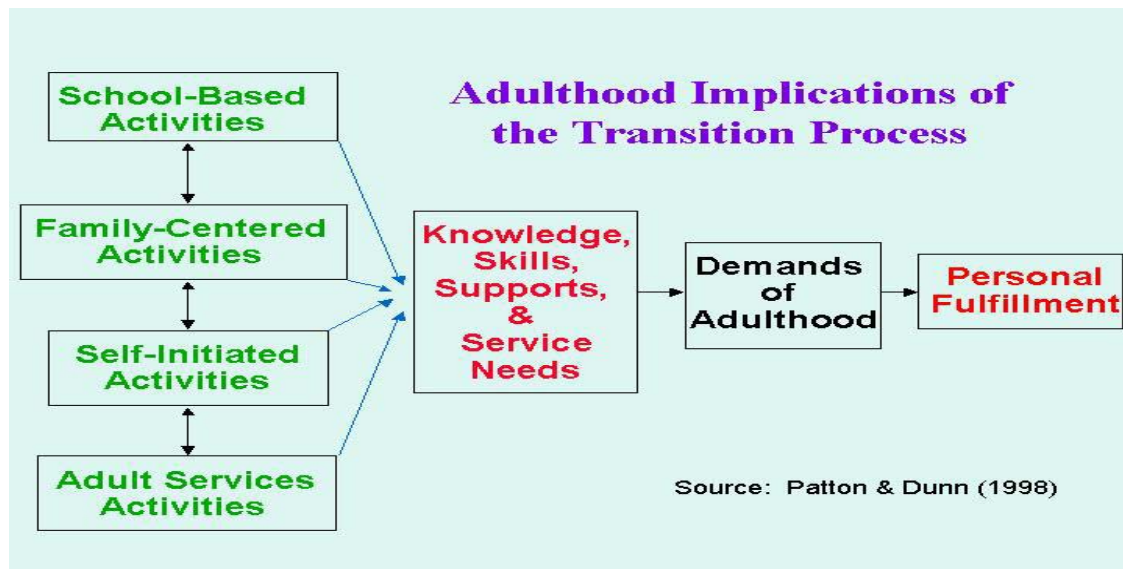 Adulthood Implications of
the Transition Process
School-Based
Activities
Family-Centered
Activities
Self-Initiated
Activities
Adult Services
Activities
Knowledge,
Skills,
Supports,
&
Service
Needs
Demands
of
Adulthood
Personal
Fulfillment
Source: Patton & Dunn (1998)